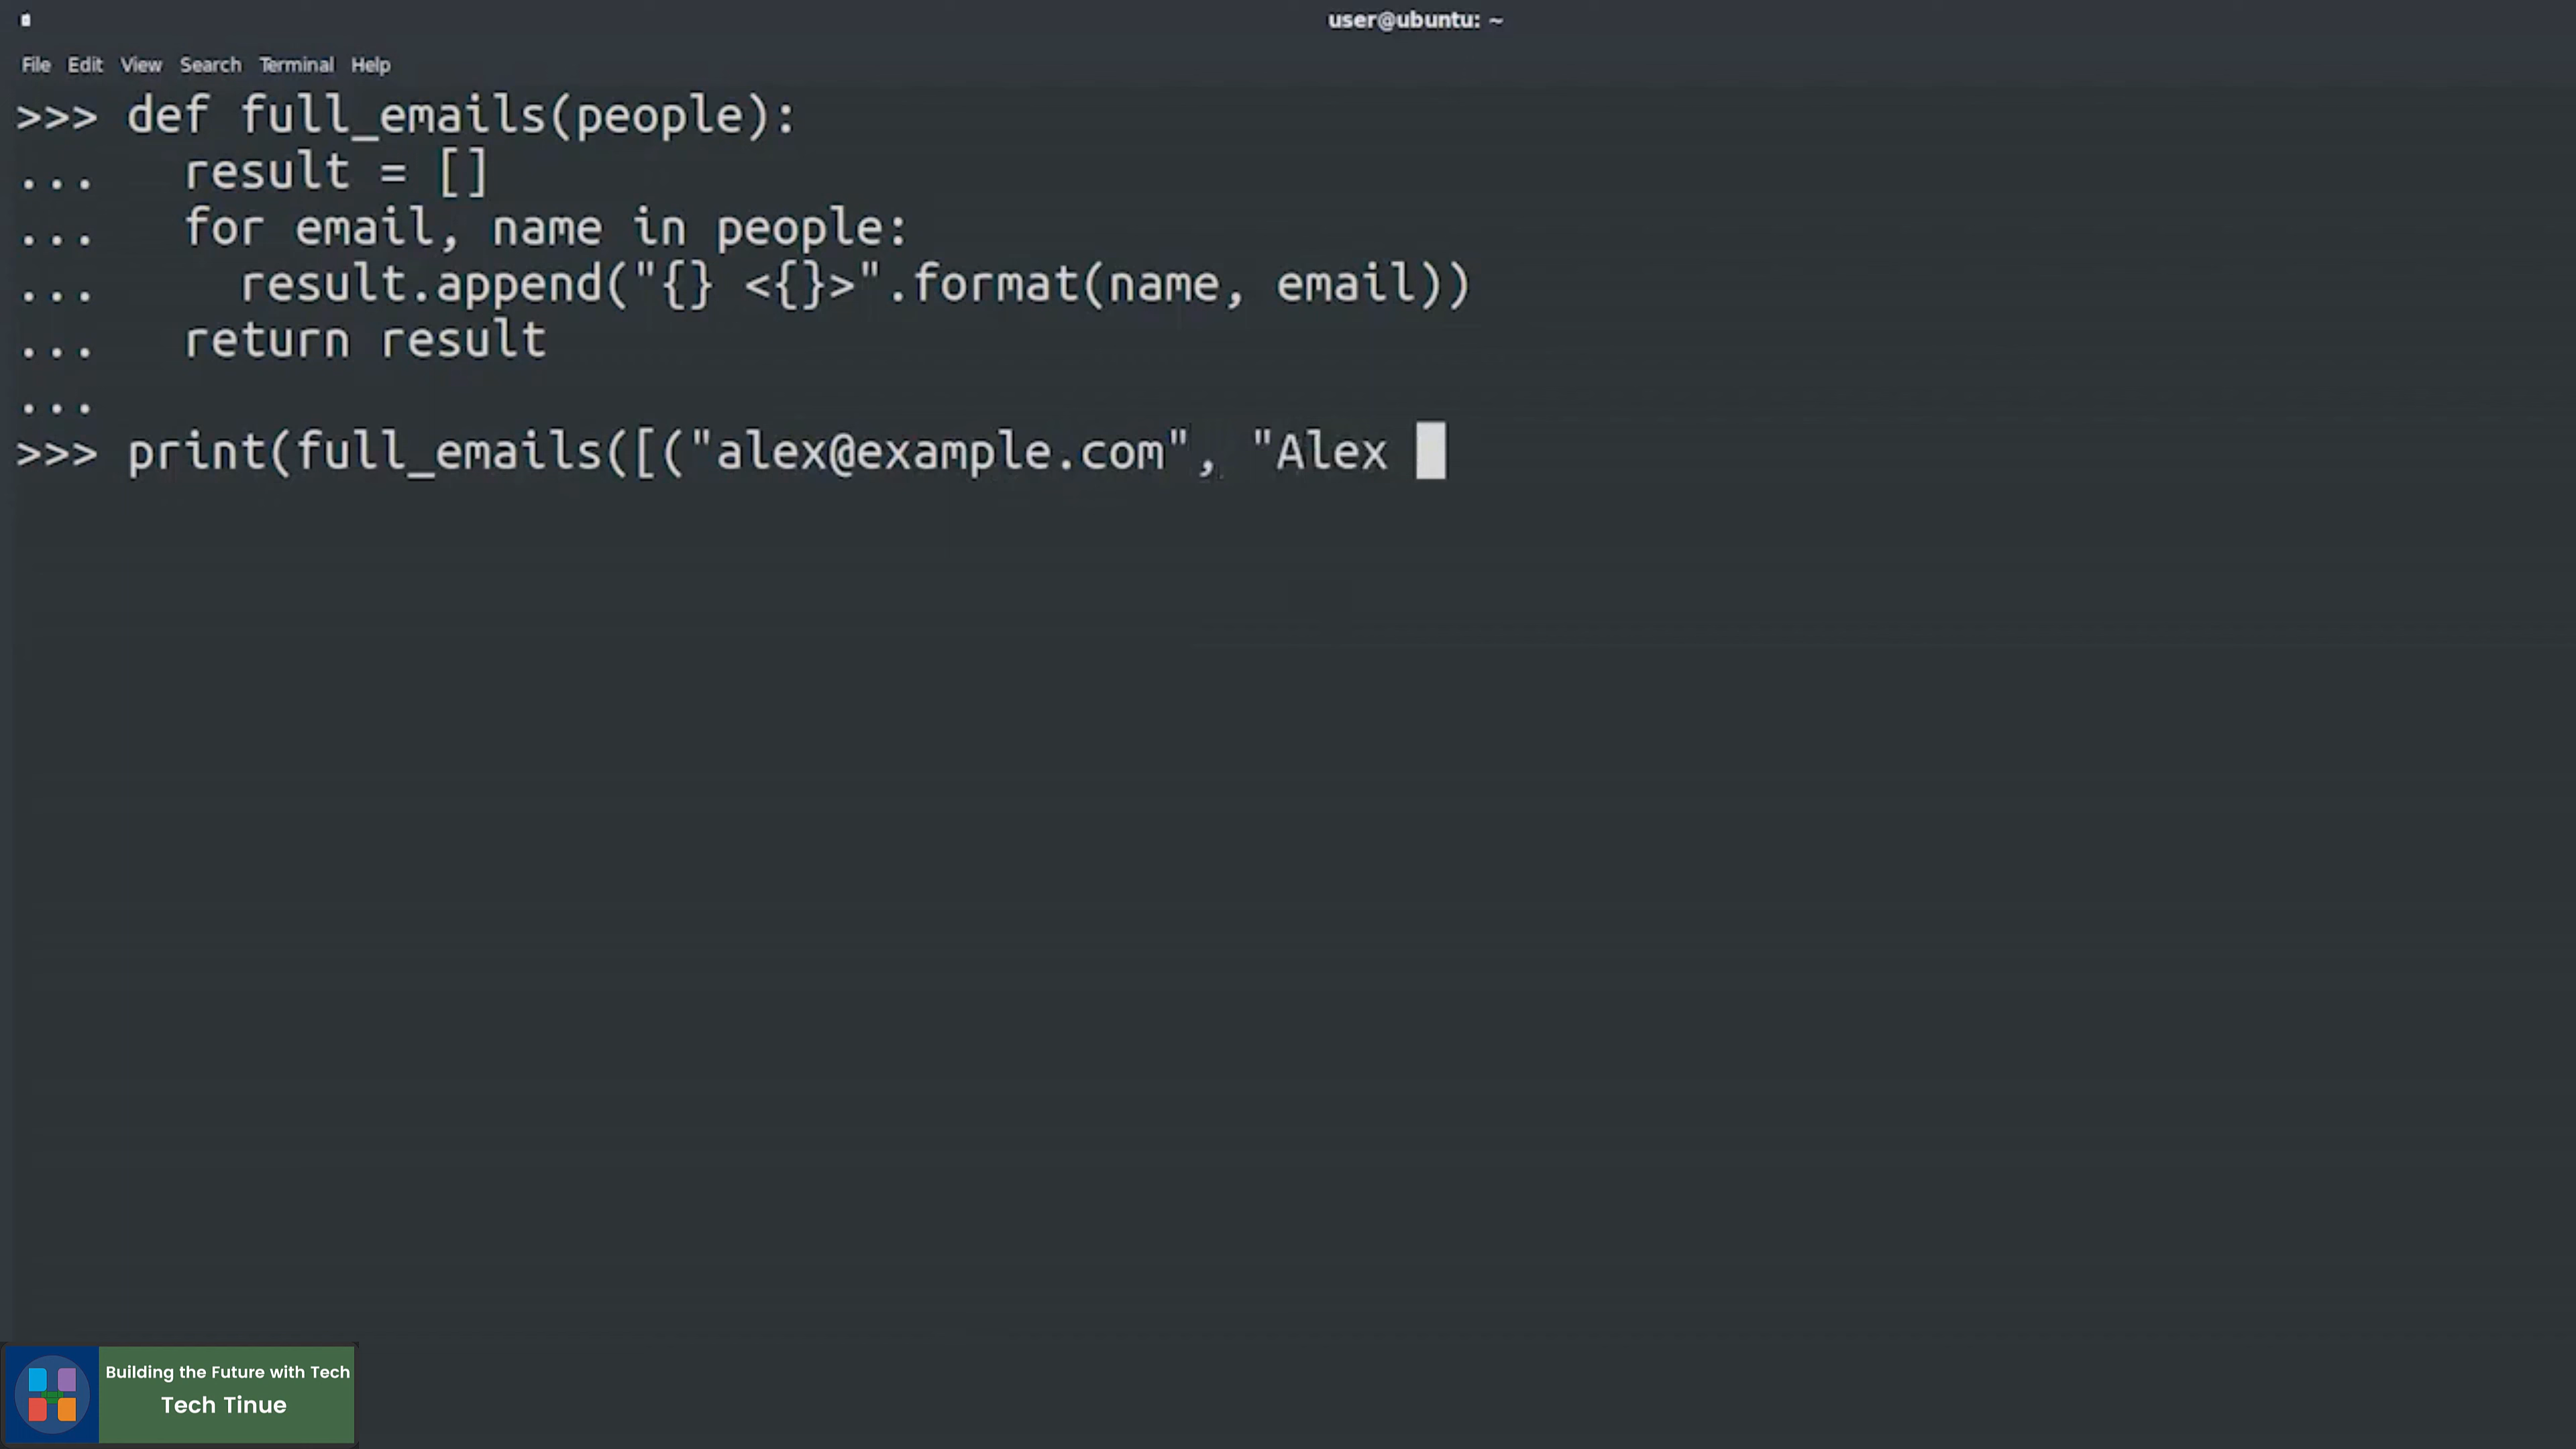 user@ubuntu: ~
File Edit View Search Terminal Help
>>> def full_emails(people):
...   result = []
...   for email, name in people:
...     result.append("{} <{}>".format(name, email))
...   return result
...
>>> print(full_emails([("alex@example.com", "Alex
Building the Future with Tech
Tech Tinue